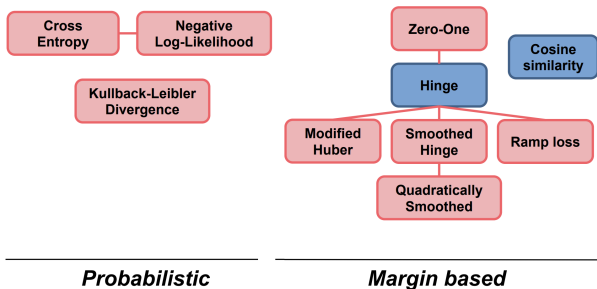 Cross
Entropy
Negative
Log-Likelihood
Kullback-Leibler
Divergence
Zero-One
Cosine
similarity
Hinge
Modified
Huber
Smoothed
Hinge
Ramp loss
Quadratically
Smoothed
Probabilistic
Margin based